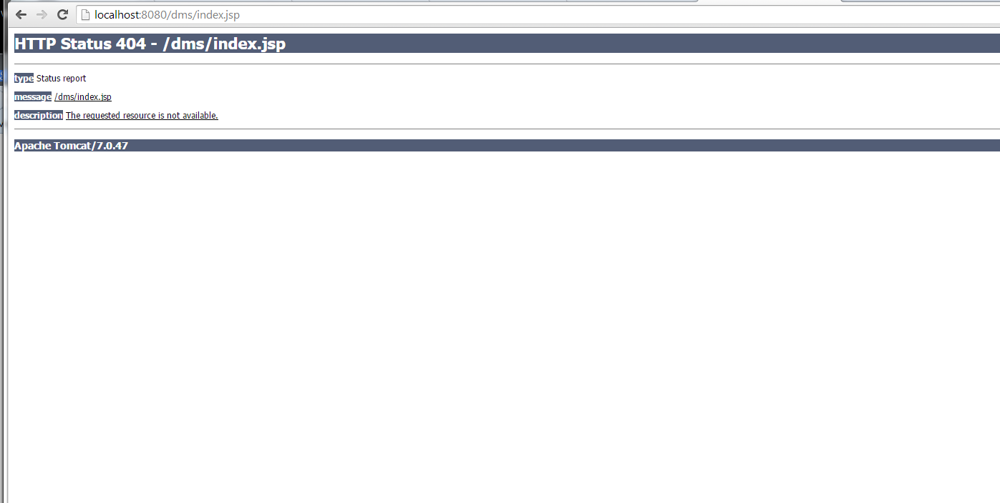 localhost:8080/dms/index.jsp
HTTP Status 404 - /dms/index.jsp
type Status report
message /dms/index.jsp
description The requested resource is not available.
Apache Tomcat/7.0.47